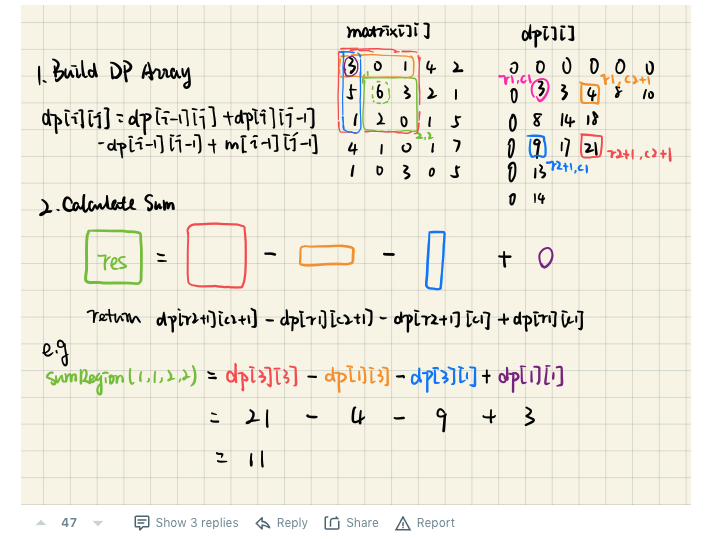 matrix[i][j]
dp[i][j]
1. Build DP Array
dp[i][j] = dp[i-1][j] + dp[i][j-1]
- dp[i-1][j-1] + m[i-1][j-1]
3 0 1 4 2
5 6 3 2 1
1 2 0 1 5
2,2
4 1 0 1 7
1 0 3 0 5
0 0 0 0 0 0
r1,c1
r1,c2+1
0 3 3 4 8 10
0 8 14 18
0 9 17 21
r2+1,c2+1
r2+1,c1
0 13
0 14
2. Calculate Sum
res = - - +
return dp[r2+1][c2+1] - dp[r1][c2+1] - dp[r2+1][c1] + dp[r1][c1]
e.g
sumRegion(1,1,2,2) = dp[3][3] - dp[1][3] - dp[3][1] + dp[1][1]
= 21 - 4 - 9 + 3
= 11
47 Show 3 replies Reply Share Report